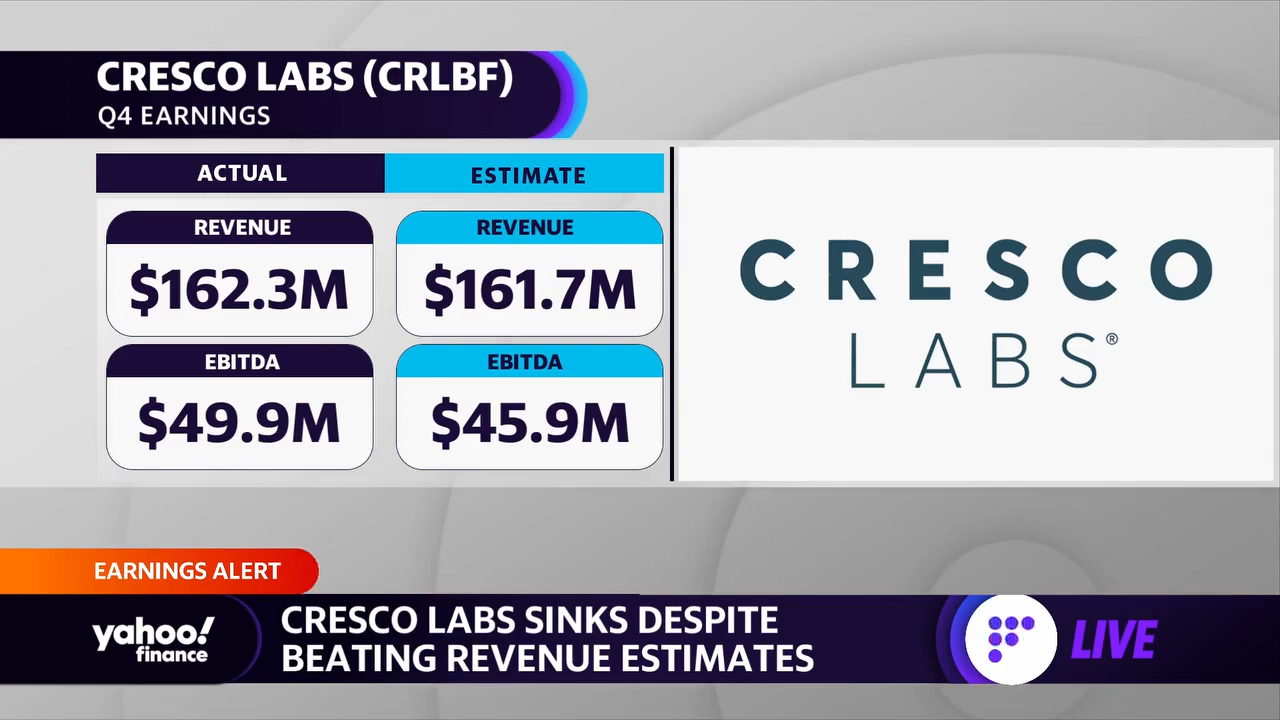 CRESCO LABS (CRLBF)
Q4 EARNINGS
ACTUAL
ESTIMATE
REVENUE
$162.3M
REVENUE
$161.7M
EBITDA
$49.9M
EBITDA
$45.9M
CRESCO
LABS®
EARNINGS ALERT
yahoo!
finance
CRESCO LABS SINKS DESPITE
BEATING REVENUE ESTIMATES
LIVE